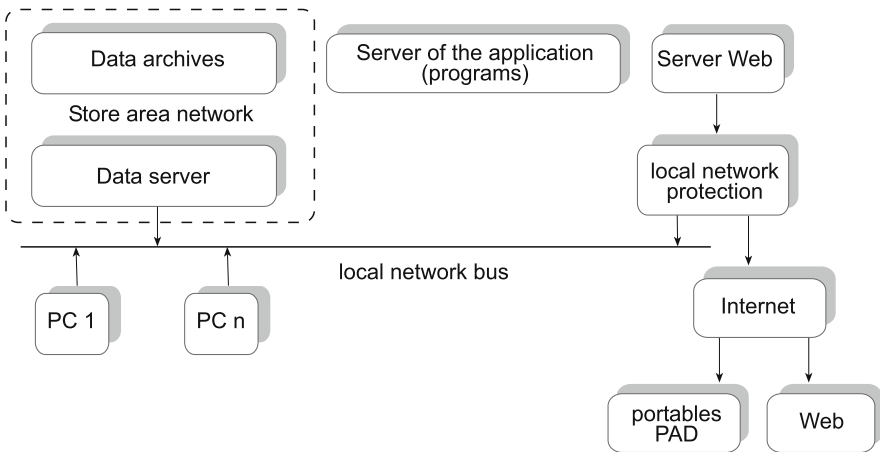 Data archives
Store area network
Data server
Server of the application
(programs)
Server Web
local network
protection
local network bus
PC 1
PC n
Internet
portables
PAD
Web